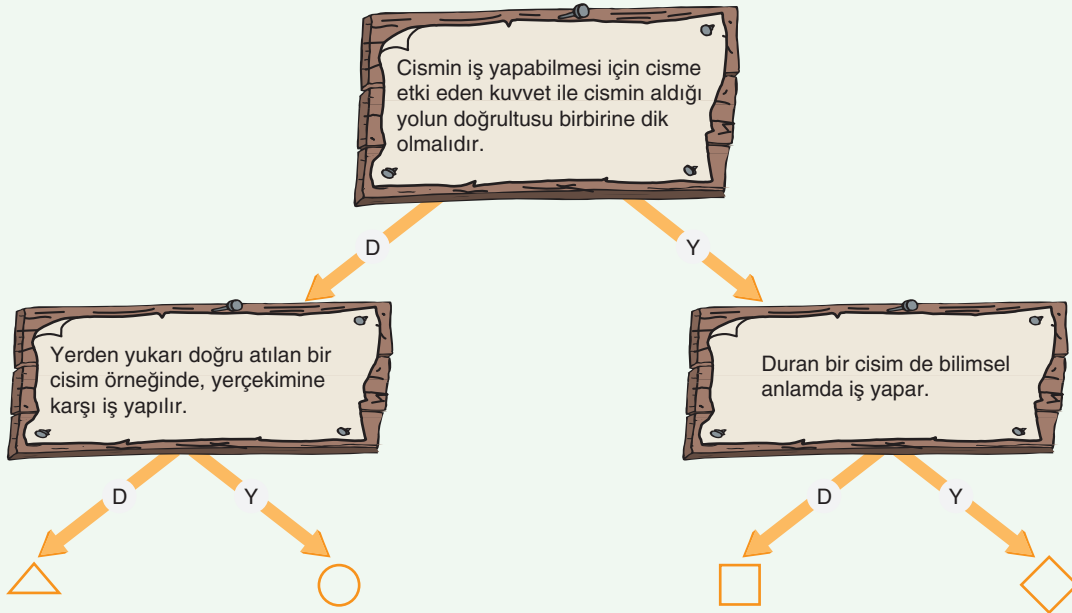 Cismin iş yapabilmesi için cisme
etki eden kuvvet ile cismin aldığı
yolun doğrultusu birbirine dik
olmalıdır.
D
Y
Yerden yukarı doğru atılan bir
cisim örneğinde, yerçekimine
karşı iş yapılır.
Duran bir cisim de bilimsel
anlamda iş yapar.
D
Y
D
Y